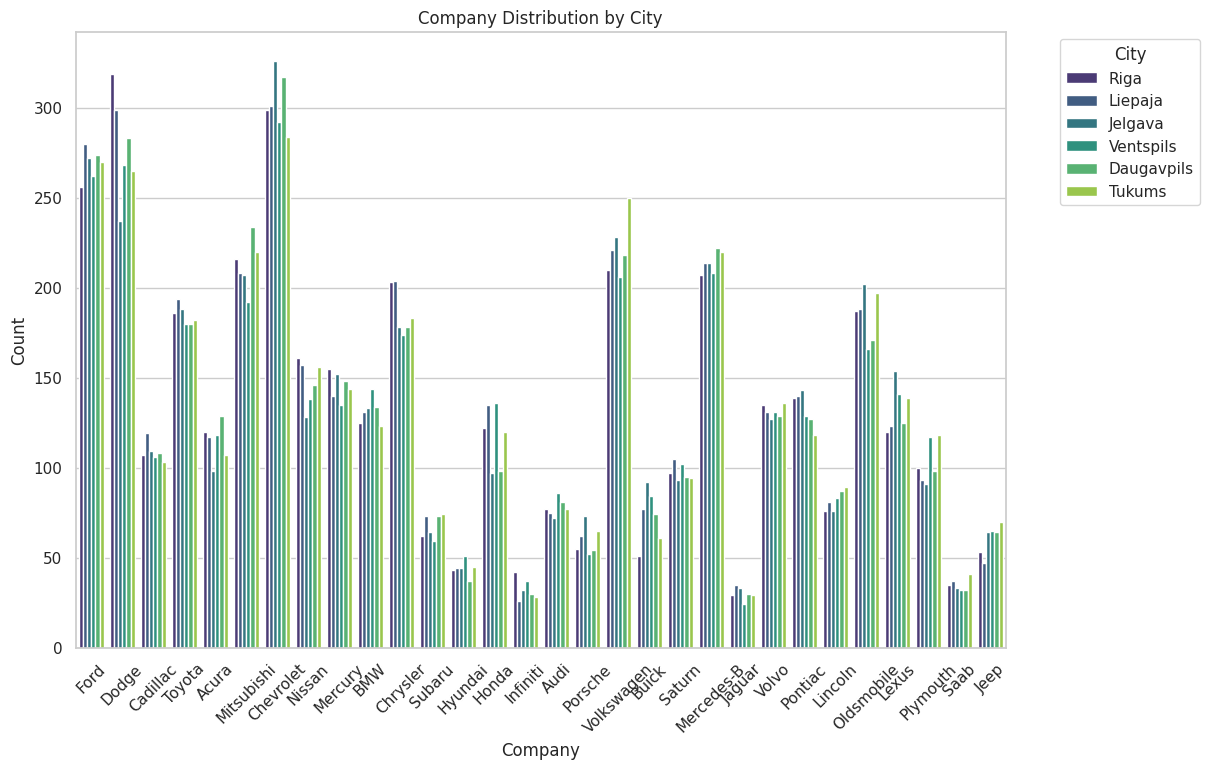 Company Distribution by City
City
Riga
Liepaja
Jelgava
Ventspils
Daugavpils
Tukums
Count
300
250
200
150
100
50
0
Ford
Dodge
Cadillac
Toyota
Acura
Mitsubishi
Chevrolet
Nissan
Mercury
BMW
Chrysler
Subaru
Hyundai
Honda
Infiniti
Audi
Porsche
Volkswagen
Buick
Saturn
Mercedes-B
Jaguar
Volvo
Pontiac
Lincoln
Oldsmobile
Lexus
Plymouth
Saab
Jeep
Company